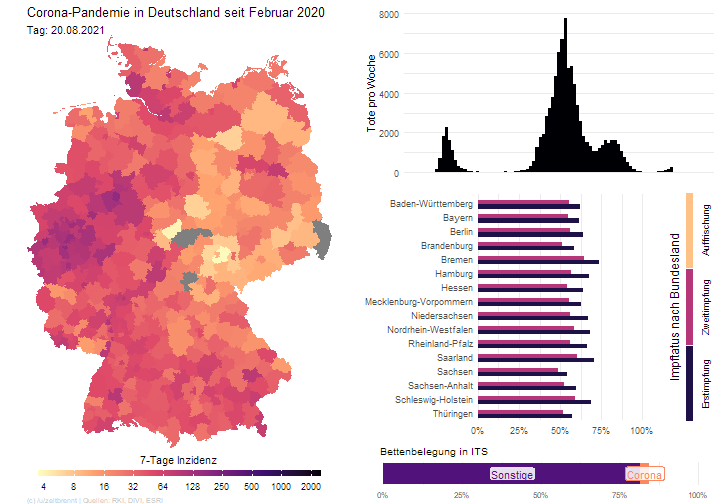 Corona-Pandemie in Deutschland seit Februar 2020
Tag: 20.08.2021
7-Tage Inzidenz
4 8 16 32 64 120 250 500 1000 2000
Tote pro Woche
8000
6000
4000
2000
0
Baden-Württemberg
Bayern
Berlin
Brandenburg
Bremen
Hamburg
Hessen
Mecklenburg-Vorpommern
Niedersachsen
Nordrhein-Westfalen
Rheinland-Pfalz
Saarland
Sachsen
Sachsen-Anhalt
Schleswig-Holstein
Thüringen
0% 25% 50% 75% 100%
Impfstatus nach Bundesland
Auffrischung
Zweitimpfung
Erstimpfung
Bettenbelegung in ITS
Sonstige
Corona
0% 25% 50% 75% 100%
Quellen: RKI, DIVI, ESRI